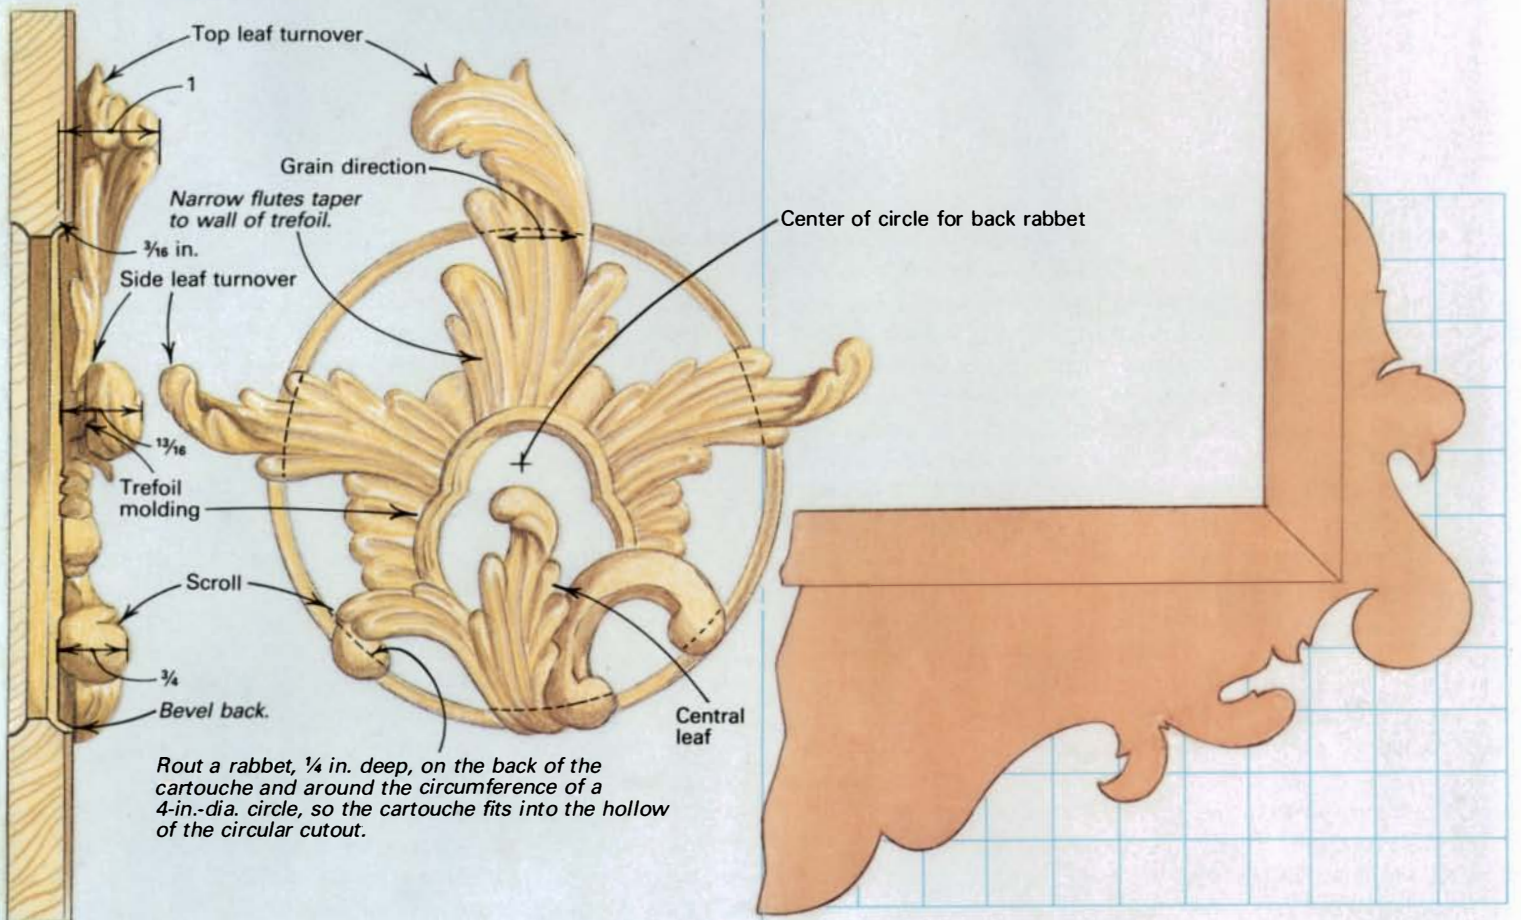 Top leaf turnover
1
Grain direction
Narrow flutes taper
to wall of trefoil.
Center of circle for back rabbet
3/16 in.
Side leaf turnover
13/16
Trefoil
molding
Scroll
3/4
Bevel back.
Central
leaf
Rout a rabbet, 1/4 in. deep, on the back of the
cartouche and around the circumference of a
4-in.-dia. circle, so the cartouche fits into the hollow
of the circular cutout.